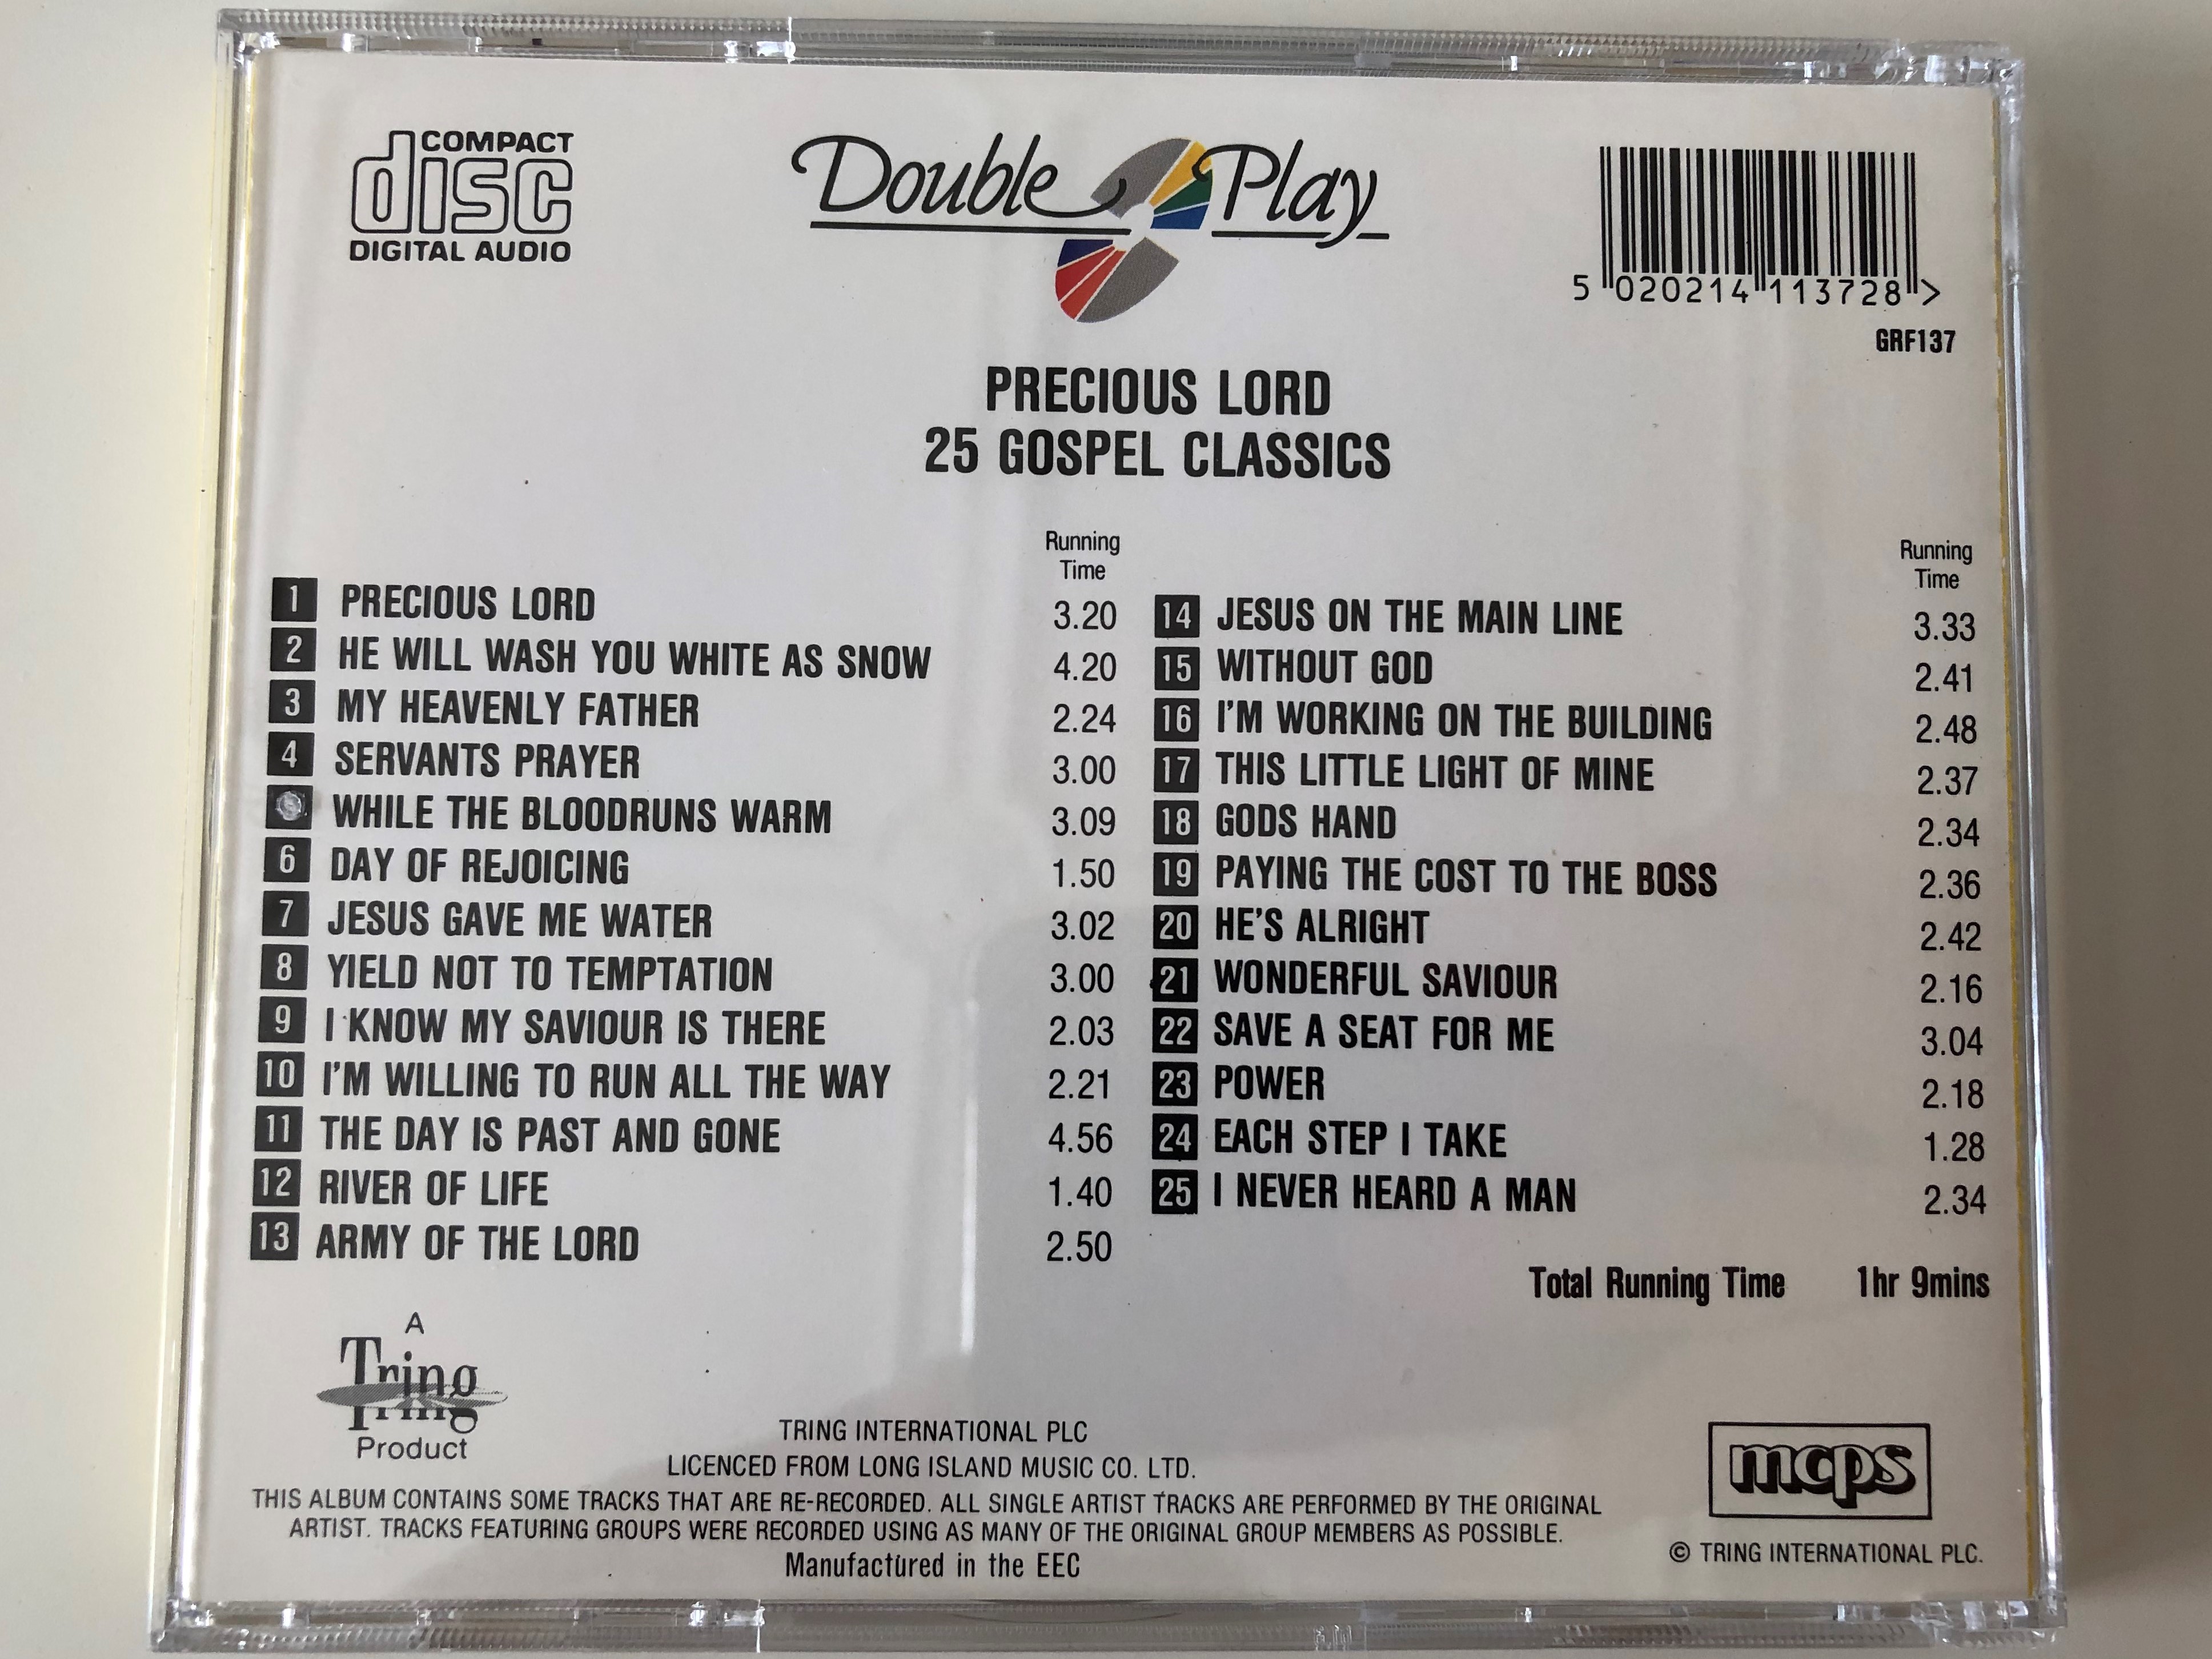 COMPACT
disc
DIGITAL AUDIO
Double Play
5 020214 113728 >
GRF137
PRECIOUS LORD
25 GOSPEL CLASSICS
Running
Time
1 PRECIOUS LORD 3.20
2 HE WILL WASH YOU WHITE AS SNOW 4.20
3 MY HEAVENLY FATHER 2.24
4 SERVANTS PRAYER 3.00
WHILE THE BLOODRUNS WARM 3.09
6 DAY OF REJOICING 1.50
7 JESUS GAVE ME WATER 3.02
8 YIELD NOT TO TEMPTATION 3.00
9 I KNOW MY SAVIOUR IS THERE 2.03
10 I'M WILLING TO RUN ALL THE WAY 2.21
11 THE DAY IS PAST AND GONE 4.56
12 RIVER OF LIFE 1.40
13 ARMY OF THE LORD 2.50
Running
Time
14 JESUS ON THE MAIN LINE 3.33
15 WITHOUT GOD 2.41
16 I'M WORKING ON THE BUILDING 2.48
17 THIS LITTLE LIGHT OF MINE 2.37
18 GODS HAND 2.34
19 PAYING THE COST TO THE BOSS 2.36
20 HE'S ALRIGHT 2.42
21 WONDERFUL SAVIOUR 2.16
22 SAVE A SEAT FOR ME 3.04
23 POWER 2.18
24 EACH STEP I TAKE 1.28
25 I NEVER HEARD A MAN 2.34
Total Running Time 1hr 9mins
A
Tring
Product
TRING INTERNATIONAL PLC
LICENCED FROM LONG ISLAND MUSIC CO. LTD.
THIS ALBUM CONTAINS SOME TRACKS THAT ARE RE-RECORDED. ALL SINGLE ARTIST TRACKS ARE PERFORMED BY THE ORIGINAL
ARTIST. TRACKS FEATURING GROUPS WERE RECORDED USING AS MANY OF THE ORIGINAL GROUP MEMBERS AS POSSIBLE.
Manufactured in the EEC
mcps
© TRING INTERNATIONAL PLC.